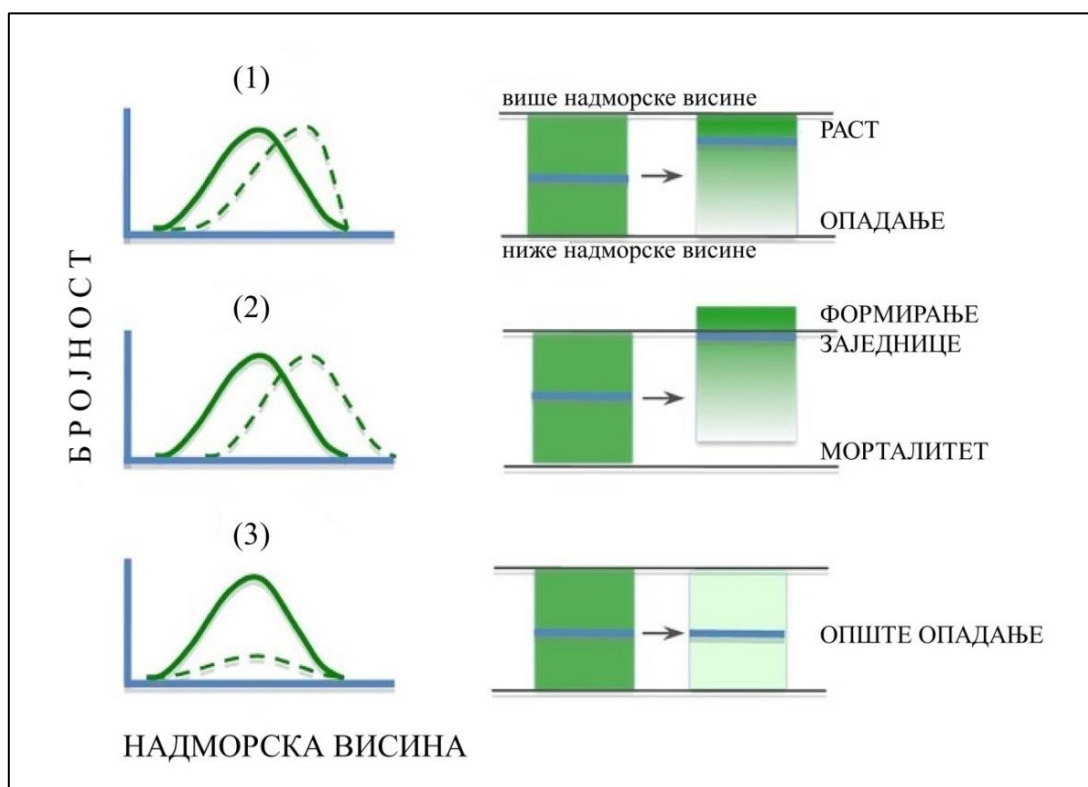 (1)
више надморске висине
РАСТ
ОПАДАЊЕ
ниже надморске висине
БРОЈНОСТ
(2)
ФОРМИРАЊЕ
ЗАЈЕДНИЦЕ
МОРТАЛИТЕТ
(3)
ОПШТЕ ОПАДАЊЕ
НАДМОРСКА ВИСИНА